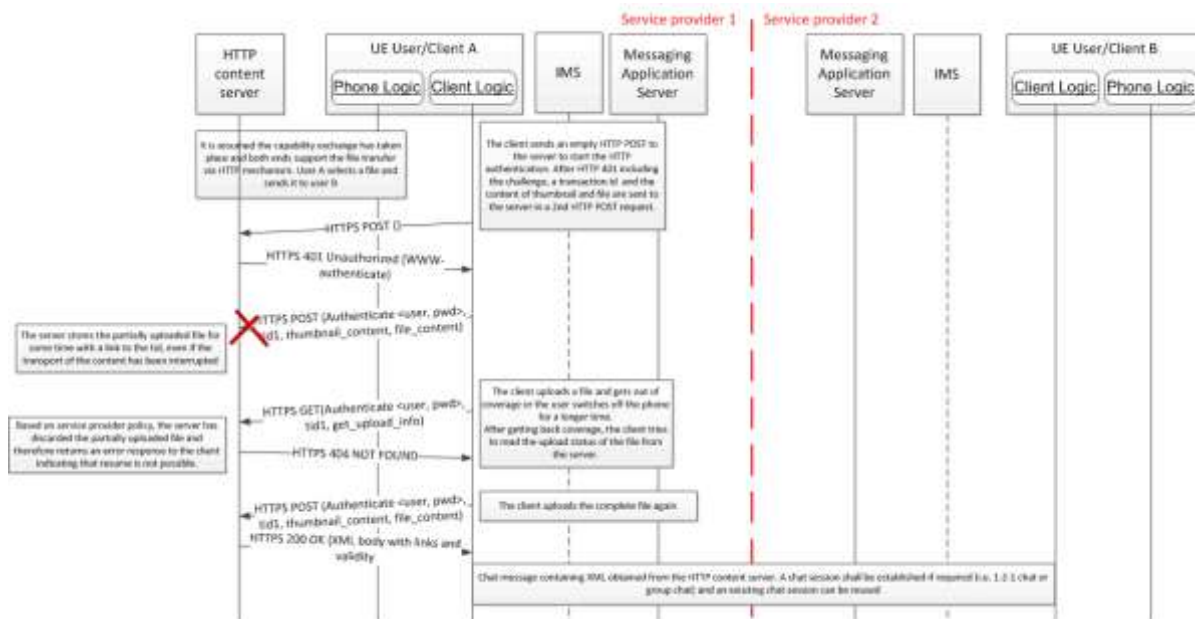 Service provider 1
Service provider 2
HTTP
content
server
UE User/Client A
Phone Logic
Client Logic
IMS
Messaging
Application
Server
Messaging
Application
Server
IMS
UE User/Client B
Client Logic
Phone Logic
It is assumed the capability exchange has taken
place and both ends support the file transfer
via HTTP mechanism. User A selects a file and
sends it to user B
The client sends an empty HTTP POST to
the server to start the HTTP
authentication. After HTTP 401 including
the challenge, a transaction id and the
content of thumbnail and file are sent to
the server in a 2nd HTTP POST request.
HTTPS POST ()
HTTPS 401 Unauthorized (WWW-
authenticate)
HTTPS POST (Authenticate <user, pwd>,
tid1, thumbnail_content, file_content)
The server stores the partially uploaded file for
some time with a link to the tid, even if the
transport of the content has been interrupted
The client uploads a file and gets out of
coverage or the user switches off the phone
for a longer time.
After getting back coverage, the client tries
to read the upload status of the file from
the server.
HTTPS GET(Authenticate <user, pwd>,
tid1, get_upload_info)
Based on service provider policy, the server has
discarded the partially uploaded file and
therefore returns an error response to the client
indicating that resume is not possible.
HTTPS 404 NOT FOUND
HTTPS POST (Authenticate <user, pwd>,
tid1, thumbnail_content, file_content)
The client uploads the complete file again
HTTPS 200 OK (XML body with links and
validity
Chat message containing XML obtained from the HTTP content server. A chat session shall be established if required (i.e. 1-2-1 chat or
group chat) and an existing chat session can be reused